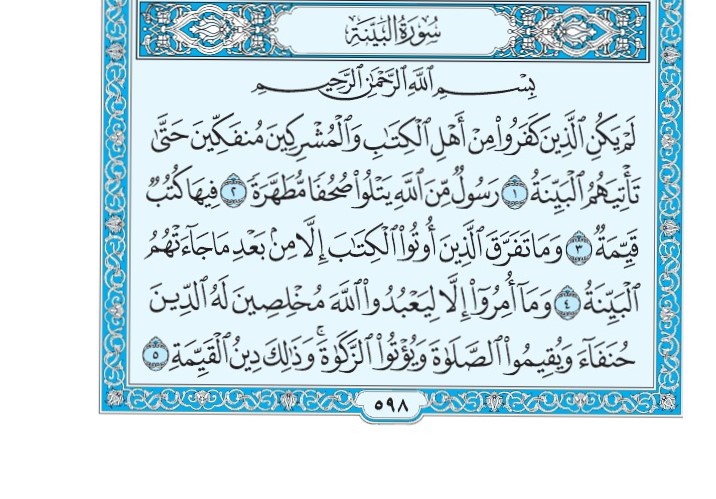 سُورَةُ البَيِّنَةِ
بِسْمِ ٱللَّهِ ٱلرَّحْمَٰنِ ٱلرَّحِيمِ
لَمْ يَكُنِ ٱلَّذِينَ كَفَرُوا۟ مِنْ أَهْلِ ٱلْكِتَٰبِ وَٱلْمُشْرِكِينَ مُنفَكِّينَ حَتَّىٰ
تَأْتِيَهُمُ ٱلْبَيِّنَةُ ١ رَسُولٌ مِّنَ ٱللَّهِ يَتْلُوا۟ صُحُفًا مُّطَهَّرَةً ٢ فِيهَا كُتُبٌ
قَيِّمَةٌ ٣ وَمَا تَفَرَّقَ ٱلَّذِينَ أُوتُوا۟ ٱلْكِتَٰبَ إِلَّا مِنۢ بَعْدِ مَا جَآءَتْهُمُ
ٱلْبَيِّنَةُ ٤ وَمَآ أُمِرُوٓا۟ إِلَّا لِيَعْبُدُوا۟ ٱللَّهَ مُخْلِصِينَ لَهُ ٱلدِّينَ
حُنَفَآءَ وَيُقِيمُوا۟ ٱلصَّلَوٰةَ وَيُؤْتُوا۟ ٱلزَّكَوٰةَ ۚ وَذَٰلِكَ دِينُ ٱلْقَيِّمَةِ ٥
٥٩٨